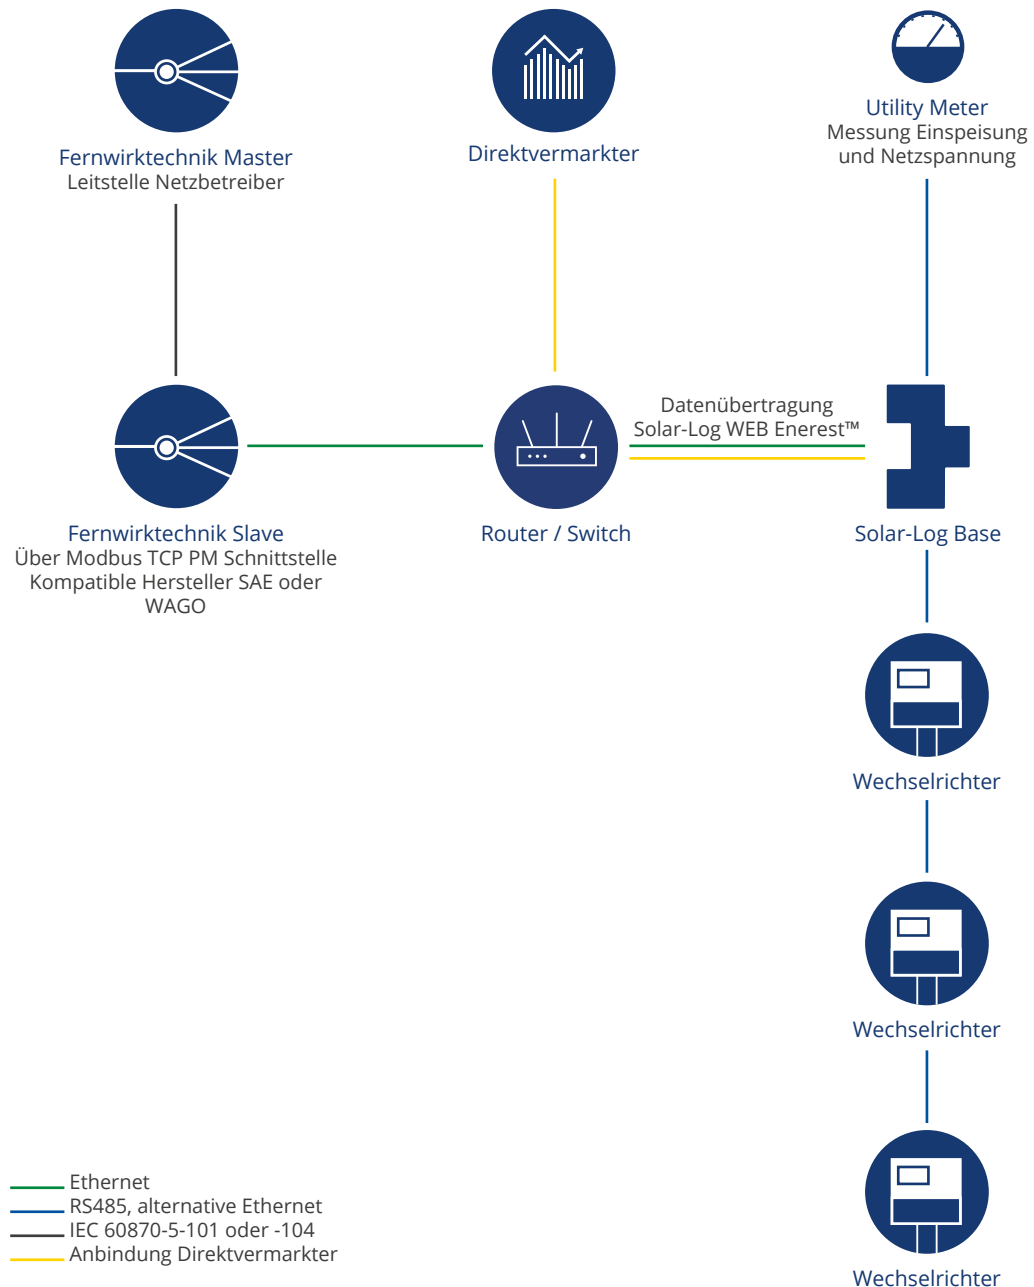 Fernwirktechnik Master
Leitstelle Netzbetreiber
Direktvermarkter
Utility Meter
Messung Einspeisung
und Netzspannung
Datenübertragung
Solar-Log WEB Enerest™
Fernwirktechnik Slave
Über Modbus TCP PM Schnittstelle
Kompatible Hersteller SAE oder
WAGO
Router / Switch
Solar-Log Base
Wechselrichter
Wechselrichter
Wechselrichter
Ethernet
RS485, alternative Ethernet
IEC 60870-5-101 oder -104
Anbindung Direktvermarkter